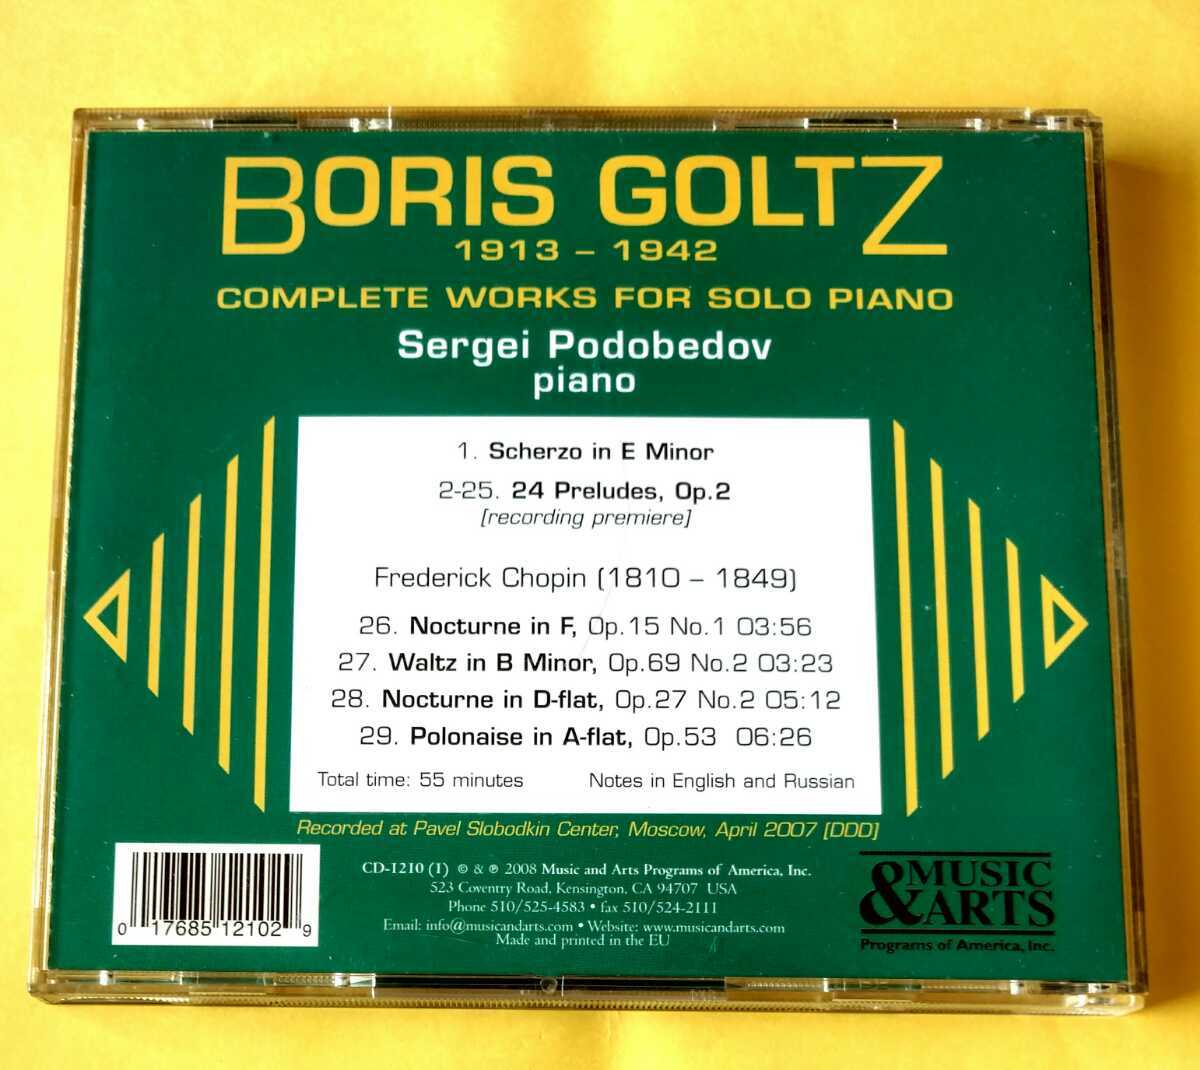 BORIS GOLTZ
1913 – 1942
COMPLETE WORKS FOR SOLO PIANO
Sergei Podobedov
piano
1. Scherzo in E Minor
2-25. 24 Preludes, Op.2
[recording premiere]
Frederick Chopin (1810 – 1849)
26. Nocturne in F, Op.15 No.1 03:56
27. Waltz in B Minor, Op.69 No.2 03:23
28. Nocturne in D-flat, Op.27 No.2 05:12
29. Polonaise in A-flat, Op.53 06:26
Total time: 55 minutes Notes in English and Russian
Recorded at Pavel Slobodkin Center, Moscow, April 2007 [DDD]
CD-1210 (1) © & ℗ 2008 Music and Arts Programs of America, Inc.
523 Coventry Road, Kensington, CA 94707 USA
Phone 510/525-4583 • fax 510/524-2111
Email: info@musicandarts.com • Website: www.musicandarts.com
Made and printed in the EU
0 17685 12102 9
MUSIC
&ARTS
Programs of America, Inc.